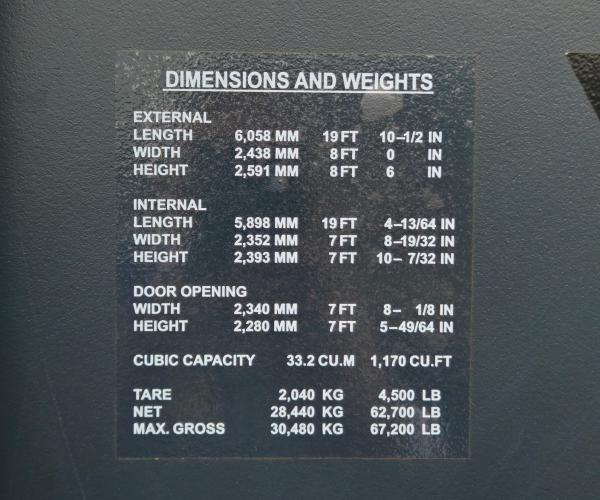 DIMENSIONS AND WEIGHTS
EXTERNAL
LENGTH 6,058 MM 19 FT 10–1/2 IN
WIDTH 2,438 MM 8 FT 0 IN
HEIGHT 2,591 MM 8 FT 6 IN
INTERNAL
LENGTH 5,898 MM 19 FT 4–13/64 IN
WIDTH 2,352 MM 7 FT 8–19/32 IN
HEIGHT 2,393 MM 7 FT 10– 7/32 IN
DOOR OPENING
WIDTH 2,340 MM 7 FT 8– 1/8 IN
HEIGHT 2,280 MM 7 FT 5–49/64 IN
CUBIC CAPACITY 33.2 CU.M 1,170 CU.FT
TARE 2,040 KG 4,500 LB
NET 28,440 KG 62,700 LB
MAX. GROSS 30,480 KG 67,200 LB